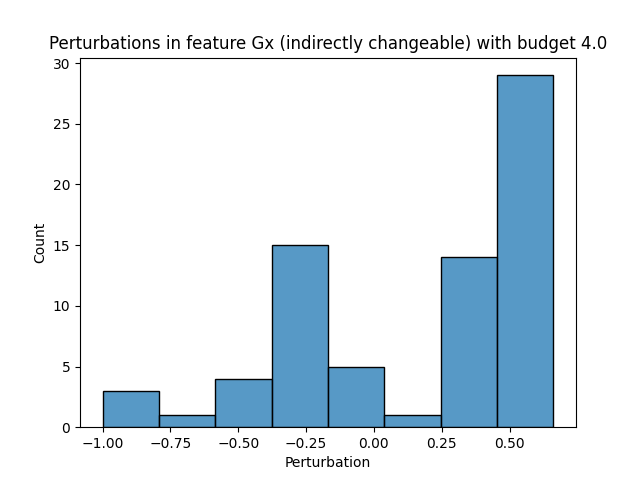 Perturbations in feature Gx (indirectly changeable) with budget 4.0
30
25
20
15
10
5
0
Count
−1.00 −0.75 −0.50 −0.25 0.00 0.25 0.50
Perturbation